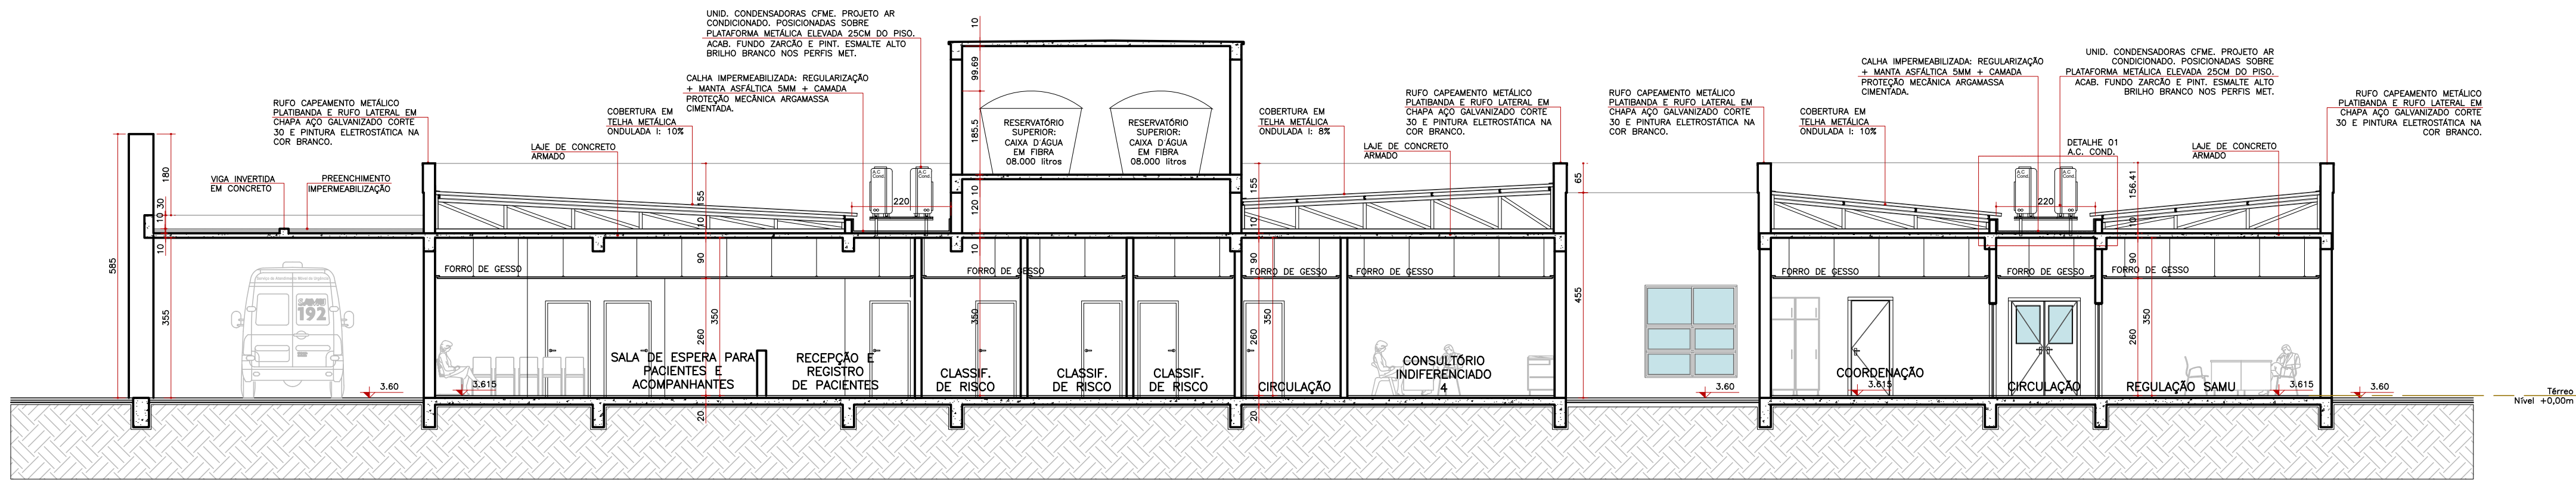 UNID. CONDENSADORAS CFME. PROJETO AR
CONDICIONADO. POSICIONADAS SOBRE
PLATAFORMA METÁLICA ELEVADA 25CM DO PISO.
ACAB. FUNDO ZARCÃO E PINT. ESMALTE ALTO
BRILHO BRANCO NOS PERFIS MET.
CALHA IMPERMEABILIZADA: REGULARIZAÇÃO
+ MANTA ASFÁLTICA 5MM + CAMADA
PROTEÇÃO MECÂNICA ARGAMASSA
CIMENTADA.
RUFO CAPEAMENTO METÁLICO
PLATIBANDA E RUFO LATERAL EM
CHAPA AÇO GALVANIZADO CORTE
30 E PINTURA ELETROSTÁTICA NA
COR BRANCO.
COBERTURA EM
TELHA METÁLICA
ONDULADA I: 10%
LAJE DE CONCRETO
ARMADO
VIGA INVERTIDA
EM CONCRETO
PREENCHIMENTO
IMPERMEABILIZAÇÃO
RESERVATÓRIO
SUPERIOR:
CAIXA D'ÁGUA
EM FIBRA
08.000 litros
RESERVATÓRIO
SUPERIOR:
CAIXA D'ÁGUA
EM FIBRA
08.000 litros
COBERTURA EM
TELHA METÁLICA
ONDULADA I: 8%
RUFO CAPEAMENTO METÁLICO
PLATIBANDA E RUFO LATERAL EM
CHAPA AÇO GALVANIZADO CORTE
30 E PINTURA ELETROSTÁTICA NA
COR BRANCO.
LAJE DE CONCRETO
ARMADO
RUFO CAPEAMENTO METÁLICO
PLATIBANDA E RUFO LATERAL EM
CHAPA AÇO GALVANIZADO CORTE
30 E PINTURA ELETROSTÁTICA NA
COR BRANCO.
CALHA IMPERMEABILIZADA: REGULARIZAÇÃO
+ MANTA ASFÁLTICA 5MM + CAMADA
PROTEÇÃO MECÂNICA ARGAMASSA
CIMENTADA.
UNID. CONDENSADORAS CFME. PROJETO AR
CONDICIONADO. POSICIONADAS SOBRE
PLATAFORMA METÁLICA ELEVADA 25CM DO PISO.
ACAB. FUNDO ZARCÃO E PINT. ESMALTE ALTO
BRILHO BRANCO NOS PERFIS MET.
COBERTURA EM
TELHA METÁLICA
ONDULADA I: 10%
DETALHE 01
A.C. COND.
LAJE DE CONCRETO
ARMADO
RUFO CAPEAMENTO METÁLICO
PLATIBANDA E RUFO LATERAL EM
CHAPA AÇO GALVANIZADO CORTE
30 E PINTURA ELETROSTÁTICA NA
COR BRANCO.
A.C
Cond.
A.C
Cond.
A.C
Cond.
A.C
Cond.
585
180
30
10
10
355
155
10
220
90
260
350
20
10
99.69
185.5
120
10
10
350
155
10
90
260
350
20
65
455
220
156.41
10
90
260
350
FORRO DE GESSO
FORRO DE GESSO
FORRO DE GESSO
FORRO DE GESSO
FORRO DE GESSO
FORRO DE GESSO
FORRO DE GESSO
SAMU
192
SALA DE ESPERA PARA
PACIENTES E
ACOMPANHANTES
RECEPÇÃO E
REGISTRO
DE PACIENTES
CLASSIF.
DE RISCO
CLASSIF.
DE RISCO
CLASSIF.
DE RISCO
CIRCULAÇÃO
CONSULTÓRIO
INDIFERENCIADO
4
COORDENAÇÃO
CIRCULAÇÃO
REGULAÇÃO SAMU
3.60
3.615
3.60
3.615
3.615
3.60
Térreo
Nível +0,00m